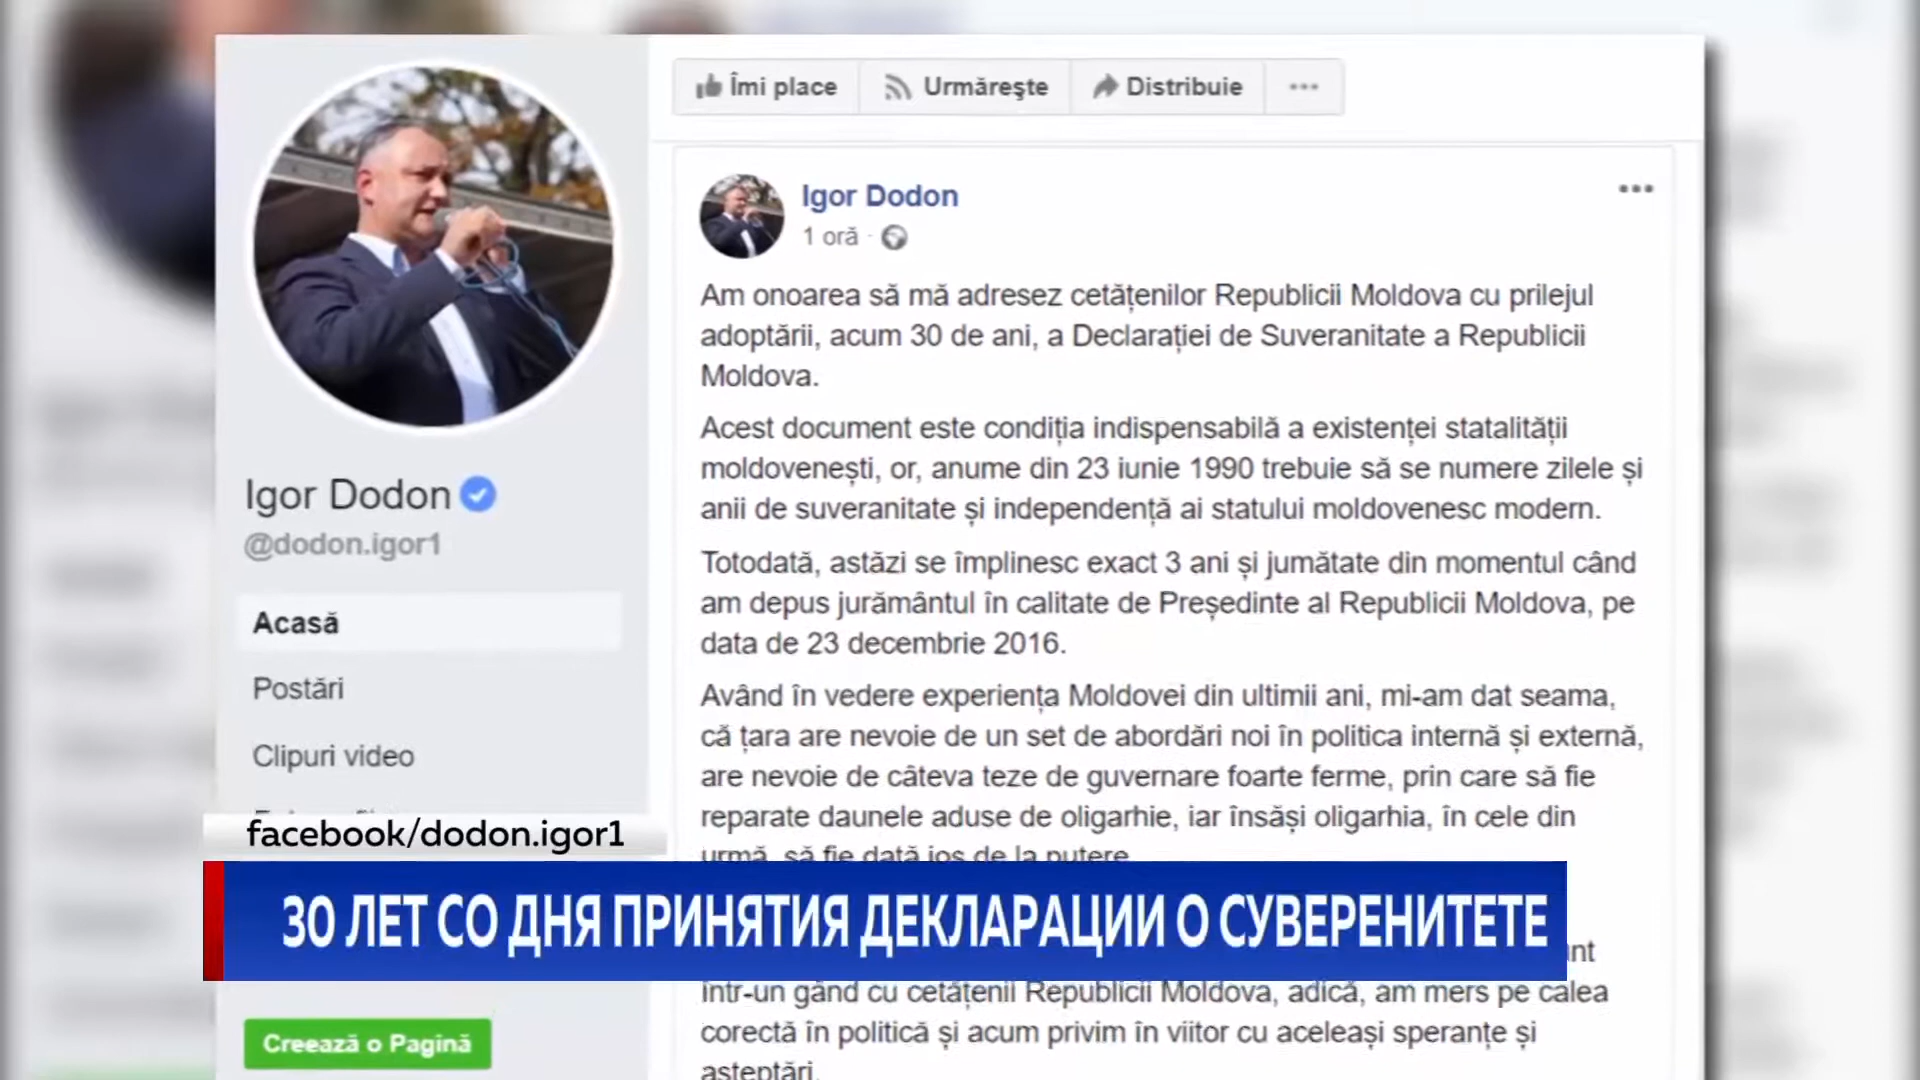 Îmi place
Urmărește
Distribuie
Igor Dodon
1 oră
Am onoarea să mă adresez cetățenilor Republicii Moldova cu prilejul
adoptării, acum 30 de ani, a Declarației de Suveranitate a Republicii
Moldova.
Acest document este condiția indispensabilă a existenței statalității
moldovenești, or, anume din 23 iunie 1990 trebuie să se numere zilele și
anii de suveranitate și independență ai statului moldovenesc modern.
Totodată, astăzi se împlinesc exact 3 ani și jumătate din momentul când
am depus jurământul în calitate de Președinte al Republicii Moldova, pe
data de 23 decembrie 2016.
Având în vedere experiența Moldovei din ultimii ani, mi-am dat seama,
că țara are nevoie de un set de abordări noi în politica internă și externă,
are nevoie de câteva teze de guvernare foarte ferme, prin care să fie
reparate daunele aduse de oligarhie, iar însăși oligarhia, în cele din
urmă, să fie dată jos de la putere
într-un gând cu cetățenii Republicii Moldova, adică, am mers pe calea
corectă în politică și acum privim în viitor cu aceleași speranțe și
așteptări.
Igor Dodon
@dodon.igor1
Acasă
Postări
Clipuri video
facebook/dodon.igor1
30 ЛЕТ СО ДНЯ ПРИНЯТИЯ ДЕКЛАРАЦИИ О СУВЕРЕНИТЕТЕ
Creează o Pagină